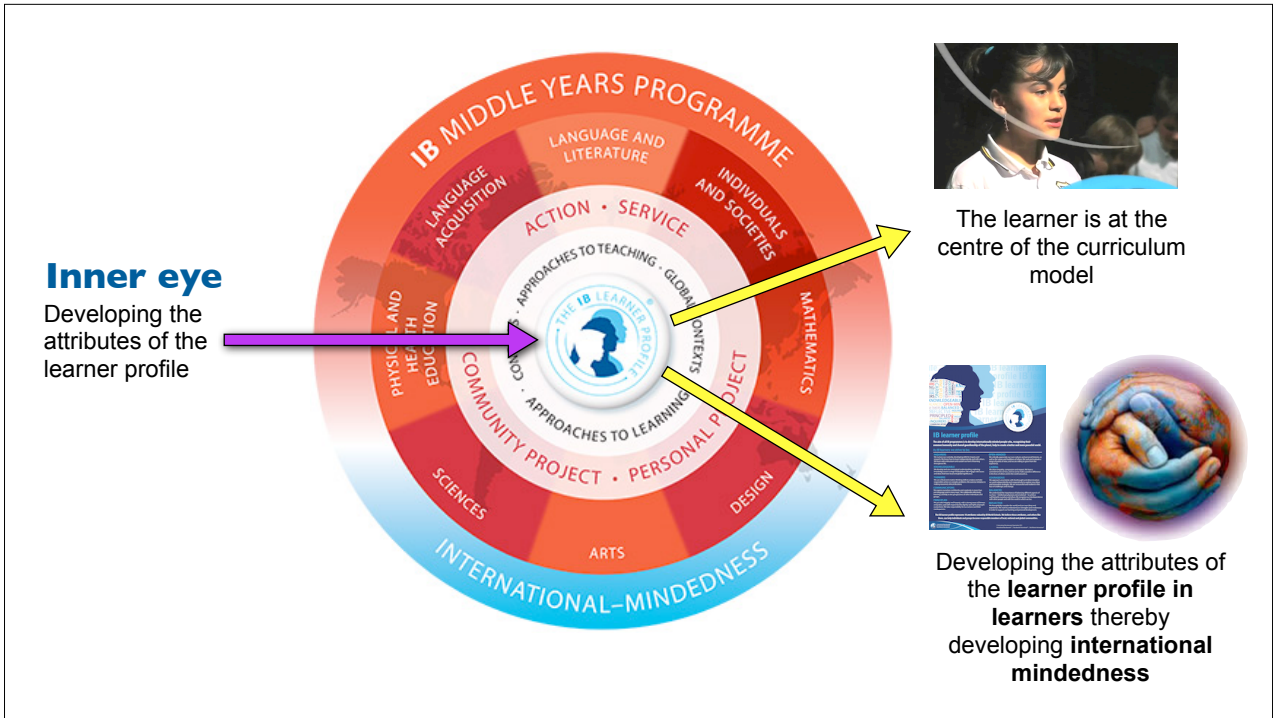 IB MIDDLE YEARS PROGRAMME
LANGUAGE AND
LITERATURE
LANGUAGE
ACQUISITION
INDIVIDUALS
AND SOCIETIES
ACTION • SERVICE
APPROACHES TO TEACHING · GLOBAL CONTEXTS
THE IB LEARNER PROFILE ®
PHYSICAL AND
HEALTH
EDUCATION
MATHEMATICS
APPROACHES TO LEARNING
COMMUNITY PROJECT • PERSONAL PROJECT
SCIENCES
DESIGN
ARTS
INTERNATIONAL–MINDEDNESS
Inner eye
Developing the
attributes of the
learner profile
The learner is at the
centre of the curriculum
model
IB learner profile
Developing the attributes of
the learner profile in
learners thereby
developing international
mindedness